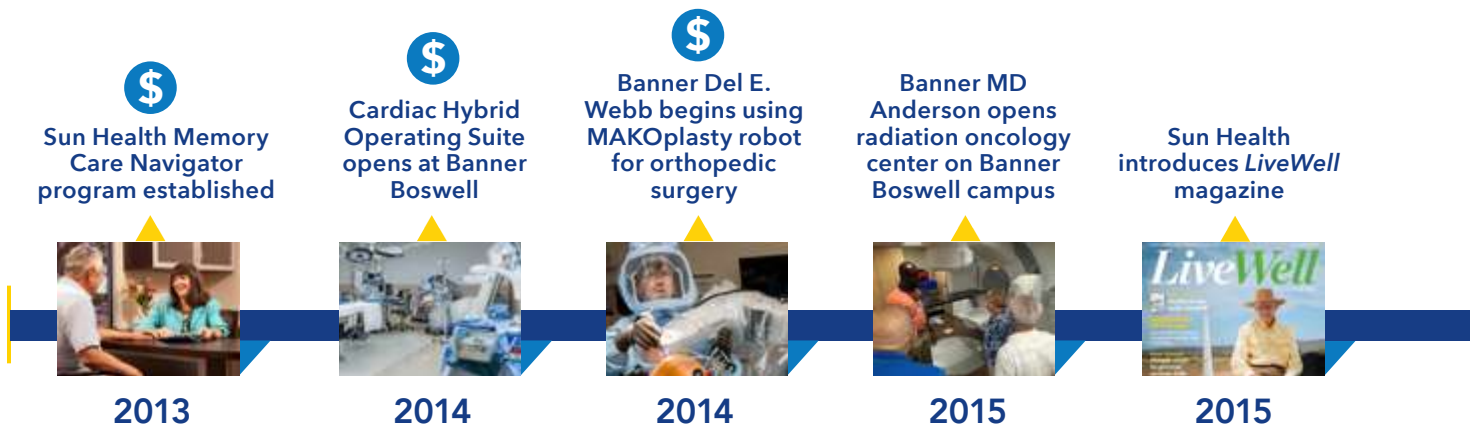 $
Sun Health Memory
Care Navigator
program established
2013
$
Cardiac Hybrid
Operating Suite
opens at Banner
Boswell
2014
$
Banner Del E.
Webb begins using
MAKOplasty robot
for orthopedic
surgery
2014
Banner MD
Anderson opens
radiation oncology
center on Banner
Boswell campus
2015
Sun Health
introduces LiveWell
magazine
LiveWell
2015